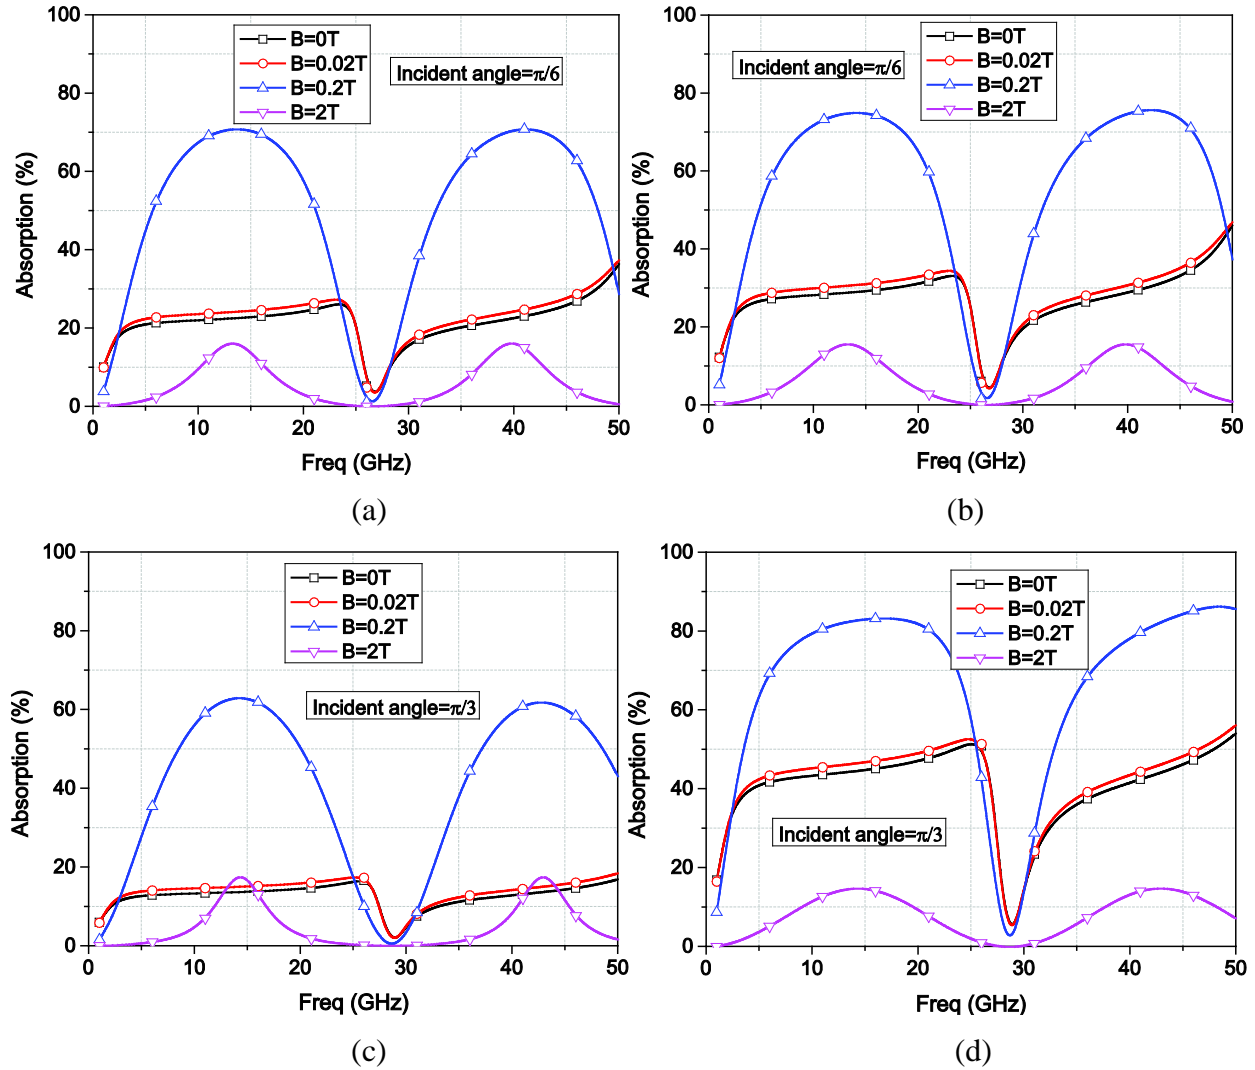 100
80
60
40
20
0
Absorption (%)
B=0T
B=0.02T
B=0.2T
B=2T
Incident angle=π/6
0 10 20 30 40 50
Freq (GHz)
(a)
100
80
60
40
20
0
Absorption (%)
B=0T
B=0.02T
B=0.2T
B=2T
Incident angle=π/6
0 10 20 30 40 50
Freq (GHz)
(b)
100
80
60
40
20
0
Absorption (%)
B=0T
B=0.02T
B=0.2T
B=2T
Incident angle=π/3
0 10 20 30 40 50
Freq (GHz)
(c)
100
80
60
40
20
0
Absorption (%)
B=0T
B=0.02T
B=0.2T
B=2T
Incident angle=π/3
0 10 20 30 40 50
Freq (GHz)
(d)